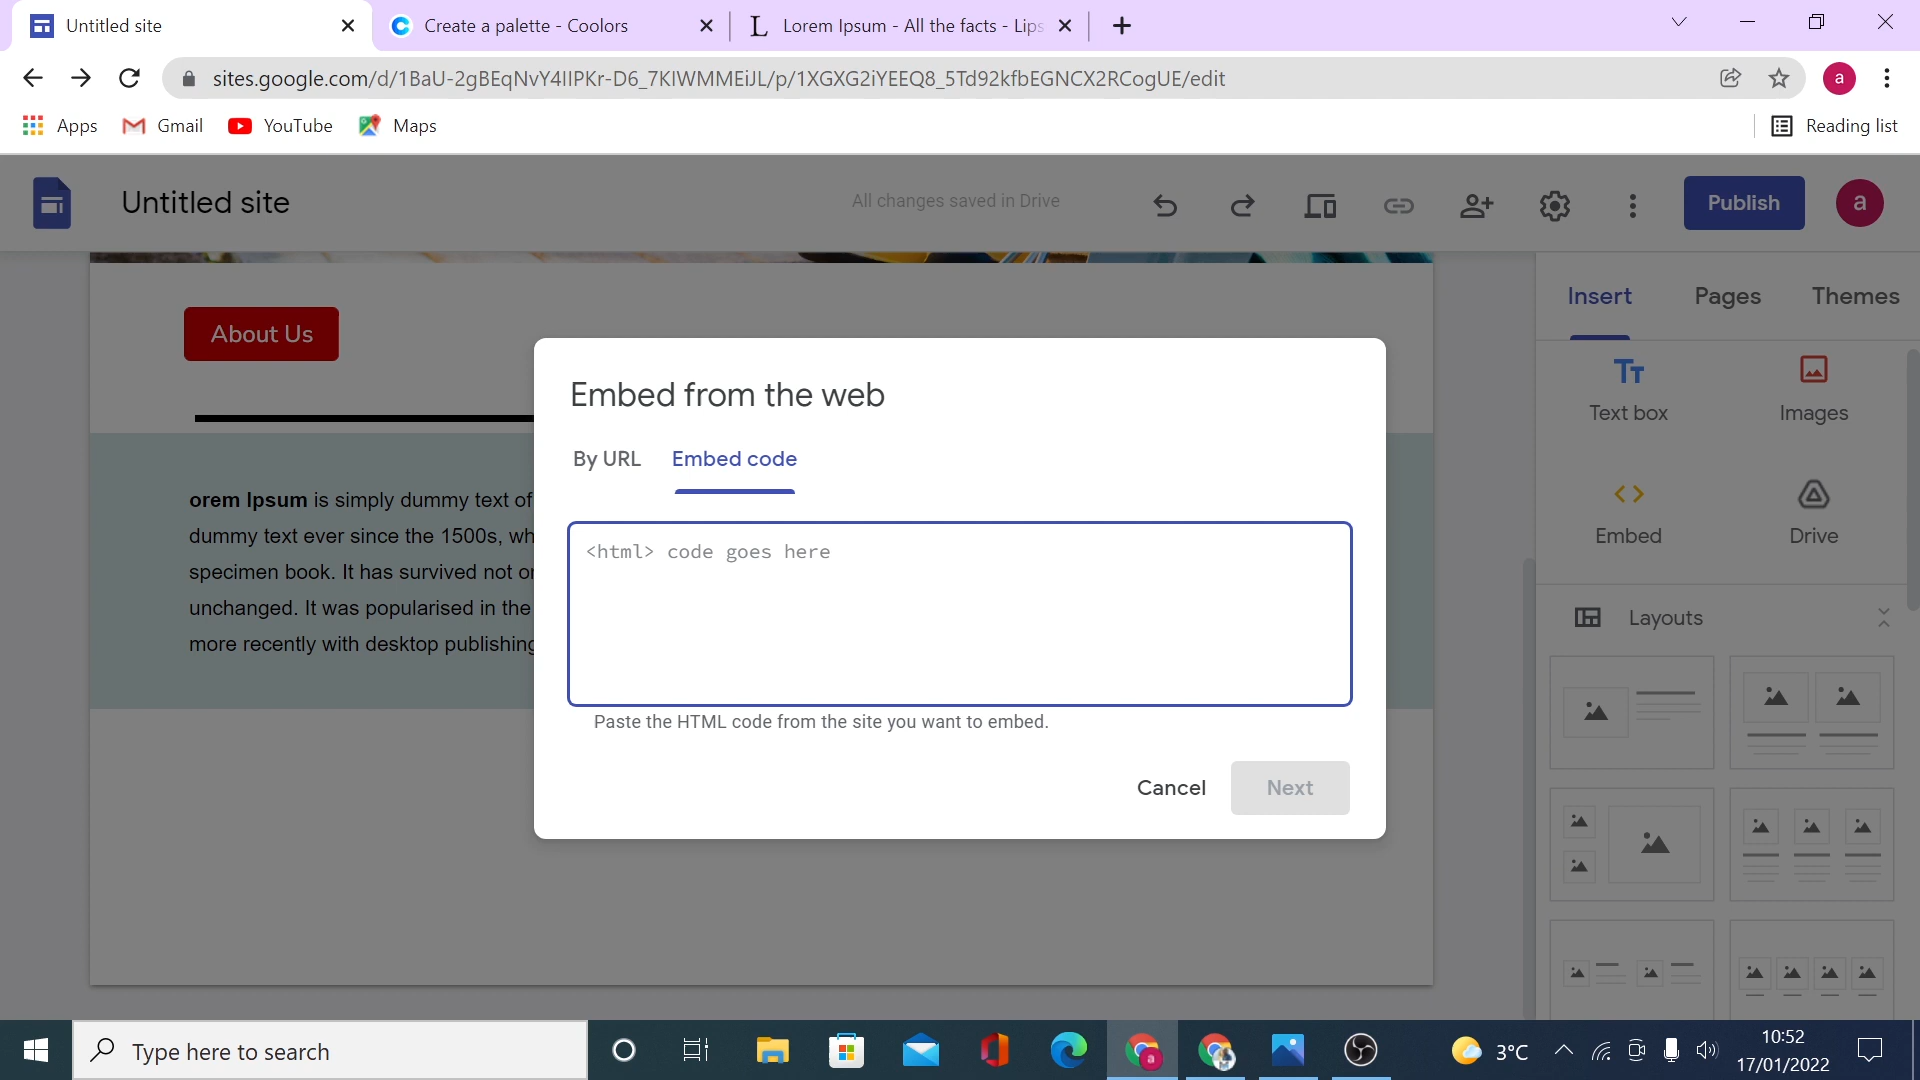 Untitled site
Create a palette - Coolors
Lorem Ipsum - All the facts - Lips
sites.google.com/d/1BaU-2gBEqNvY4IIPKr-D6_7KIWMMEiJL/p/1XGXG2iYEEQ8_5Td92kfbEGNCX2RCogUE/edit
a
Apps
Gmail
YouTube
Maps
Reading list
Untitled site
All changes saved in Drive
Publish
a
Insert
Pages
Themes
About Us
Text box
Images
Embed from the web
By URL
Embed code
Embed
Drive
orem Ipsum is simply dummy text of
dummy text ever since the 1500s, wh
specimen book. It has survived not or
unchanged. It was popularised in the
more recently with desktop publishing
<html> code goes here
Paste the HTML code from the site you want to embed.
Cancel
Next
Layouts
Type here to search
a
3°C
10:52
17/01/2022